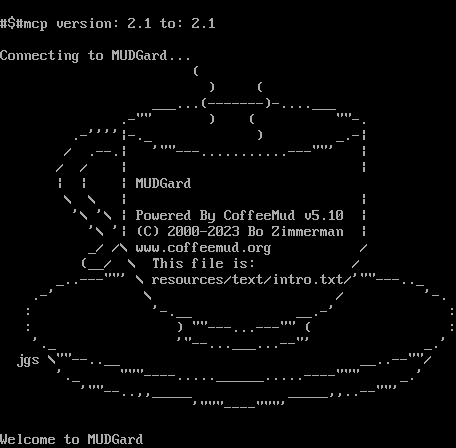 #$#mcp version: 2.1 to: 2.1
Connecting to MUDGard...
MUDGard
Powered By CoffeeMud v5.10
(C) 2000-2023 Bo Zimmerman
www.coffeemud.org
This file is:
resources/text/intro.txt
jgs
Welcome to MUDGard